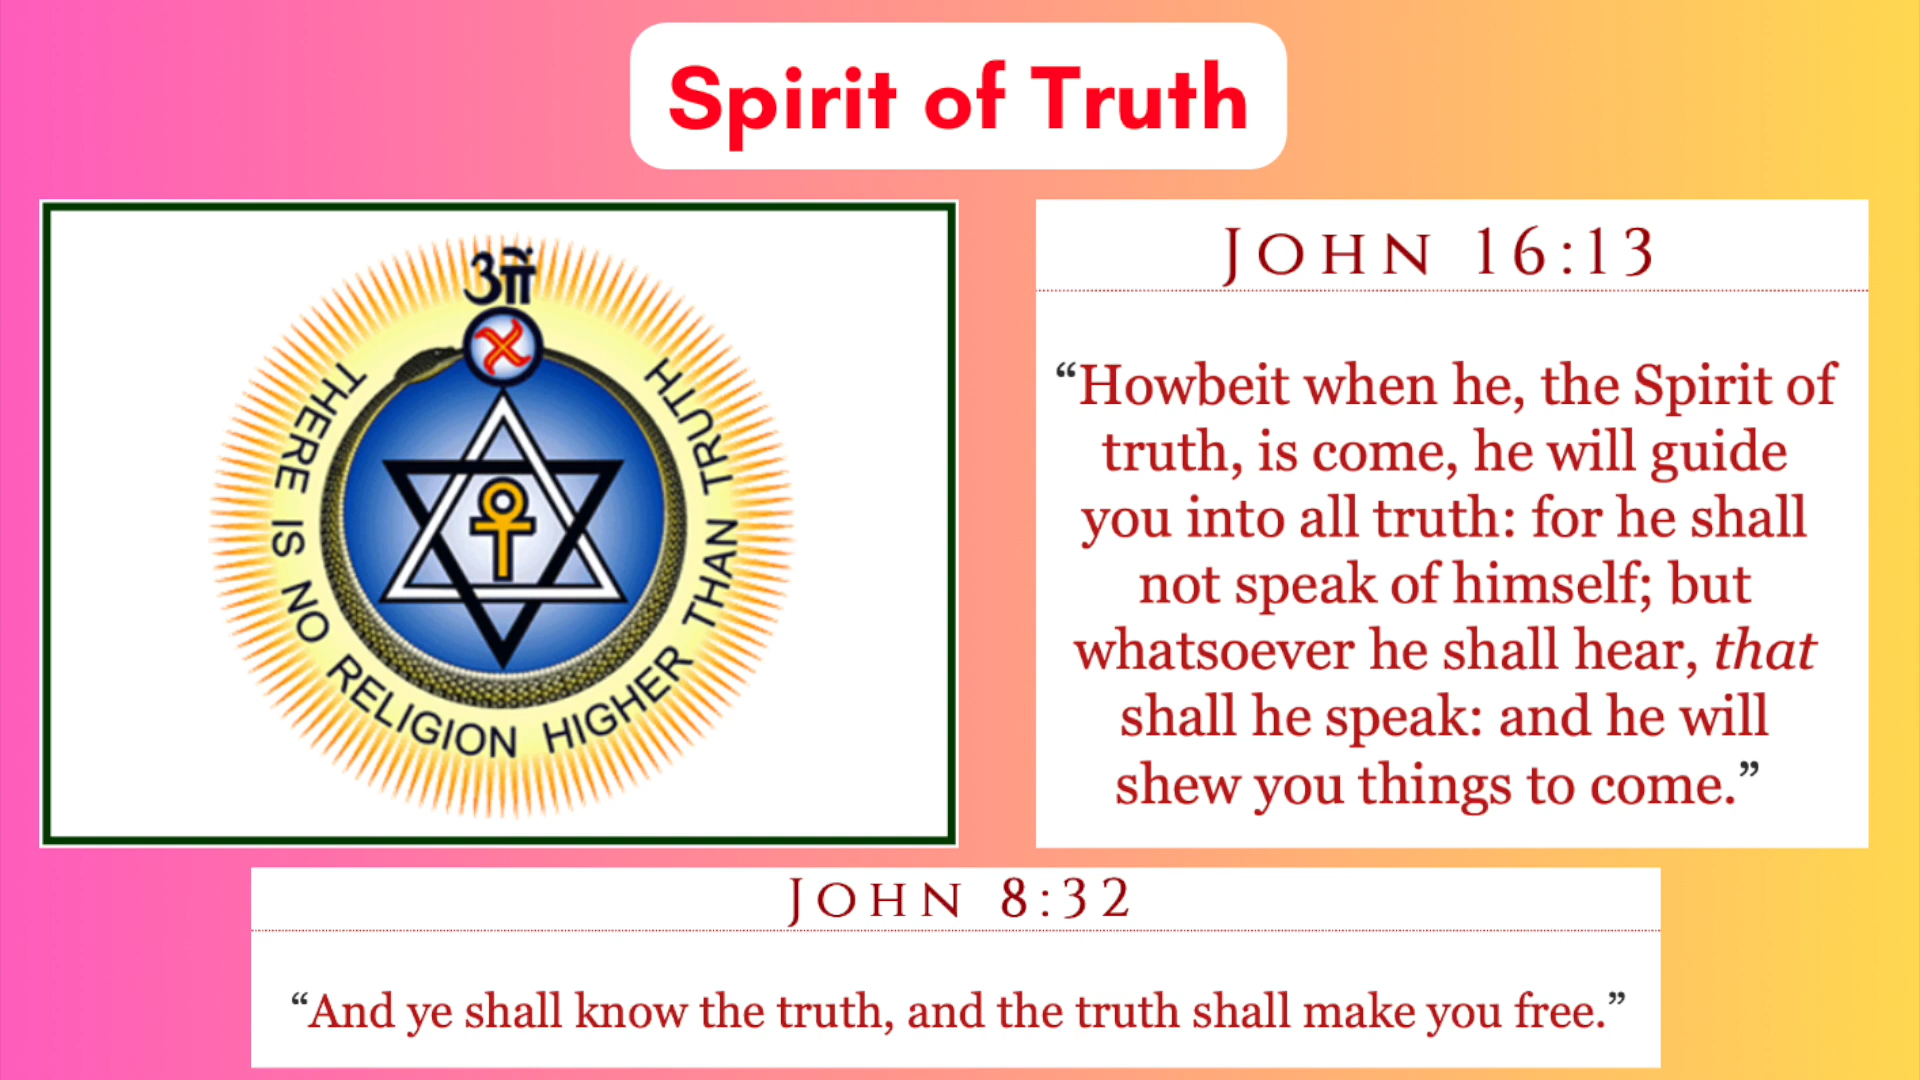 Spirit of Truth
ओं
THERE IS NO RELIGION HIGHER THAN TRUTH
JOHN 16:13
“Howbeit when he, the Spirit of
truth, is come, he will guide
you into all truth: for he shall
not speak of himself; but
whatsoever he shall hear, that
shall he speak: and he will
shew you things to come.”
JOHN 8:32
“And ye shall know the truth, and the truth shall make you free.”